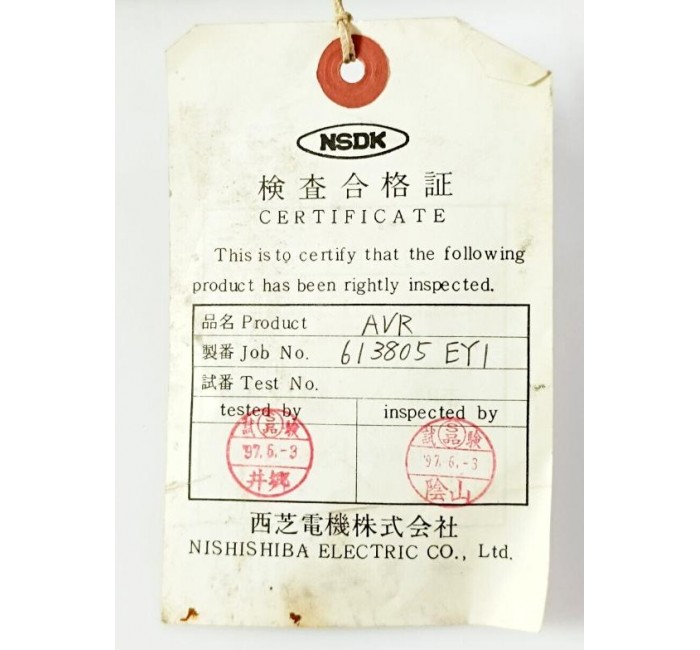 NSDK
検査合格証
CERTIFICATE
This is to certify that the following
product has been rightly inspected.
品名 Product AVR
製番 Job No. 613805 EY1
試番 Test No.
tested by inspected by
試品験 試品験
'97.6.-3 '97.6.-3
井郷 陰山
西芝電機株式会社
NISHISHIBA ELECTRIC CO., Ltd.